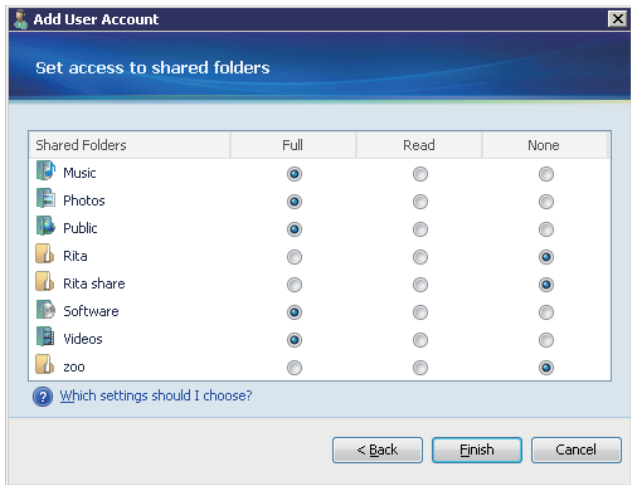 Add User Account
Set access to shared folders
Shared Folders Full Read None
Music
Photos
Public
Rita
Rita share
Software
Videos
zoo
? Which settings should I choose?
< Back Finish Cancel